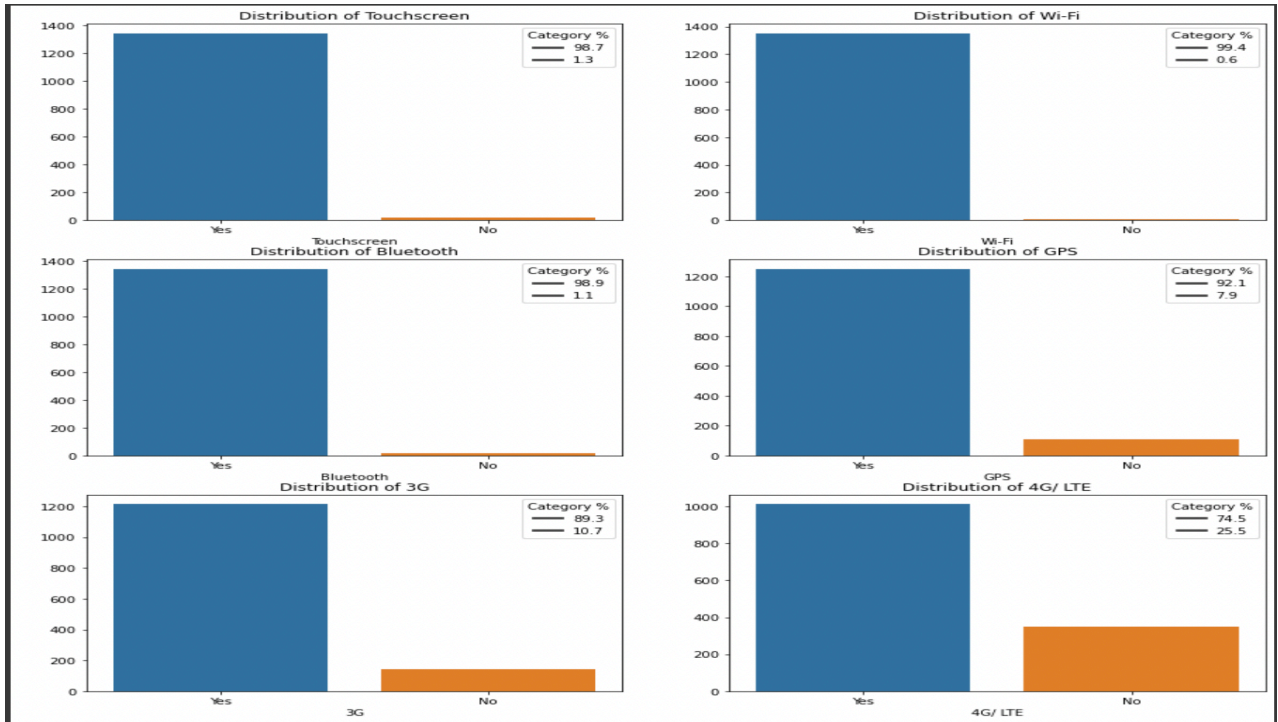 Distribution of Touchscreen
1400
1200
1000
800
600
400
200
0
Category %
98.7
1.3
Yes
No
Touchscreen
Distribution of Wi-Fi
1400
1200
1000
800
600
400
200
0
Category %
99.4
0.6
Yes
No
Wi-Fi
Distribution of Bluetooth
1400
1200
1000
800
600
400
200
0
Category %
98.9
1.1
Yes
No
Bluetooth
Distribution of GPS
1200
1000
800
600
400
200
0
Category %
92.1
7.9
Yes
No
GPS
Distribution of 3G
1200
1000
800
600
400
200
0
Category %
89.3
10.7
Yes
No
3G
Distribution of 4G/ LTE
1000
800
600
400
200
0
Category %
74.5
25.5
Yes
No
4G/ LTE